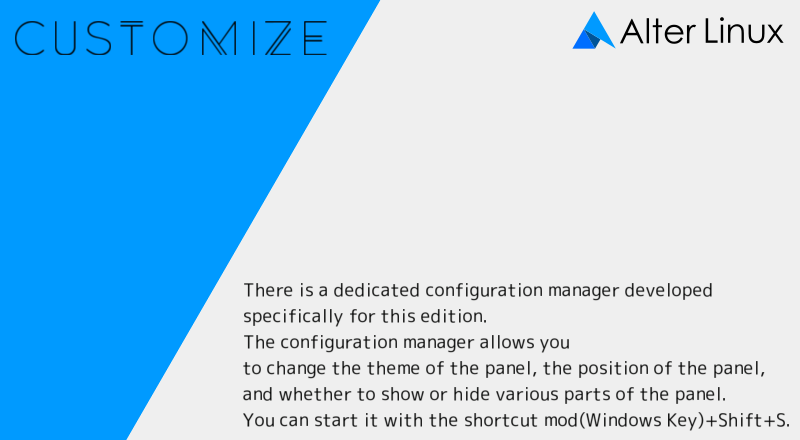 CUSTOMIZE
Alter Linux
There is a dedicated configuration manager developed
specifically for this edition.
The configuration manager allows you
to change the theme of the panel, the position of the panel,
and whether to show or hide various parts of the panel.
You can start it with the shortcut mod(Windows Key)+Shift+S.